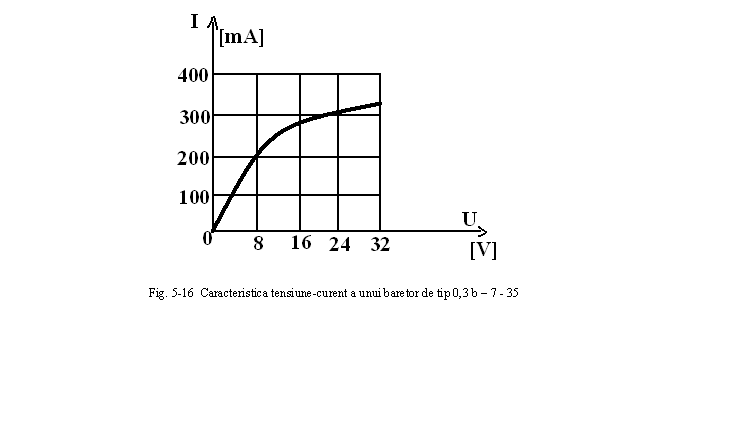 I
[mA]
400
300
200
100
0
8 16 24 32
U
[V]
Fig. 5-16 Caracteristica tensiune-curent a unui baretor de tip 0,3 b – 7 - 35